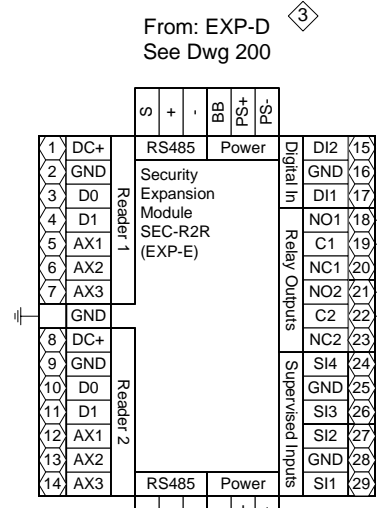 From: EXP-D
See Dwg 200
3
S + - BB PS+ PS-
RS485 Power
Security
Expansion
Module
SEC-R2R
(EXP-E)
Reader 1
1 DC+
2 GND
3 D0
4 D1
5 AX1
6 AX2
7 AX3
GND
Reader 2
8 DC+
9 GND
10 D0
11 D1
12 AX1
13 AX2
14 AX3
Digital In
DI2 15
GND 16
DI1 17
Relay Outputs
NO1 18
C1 19
NC1 20
NO2 21
C2 22
NC2 23
Supervised Inputs
SI4 24
GND 25
SI3 26
SI2 27
GND 28
SI1 29
RS485 Power